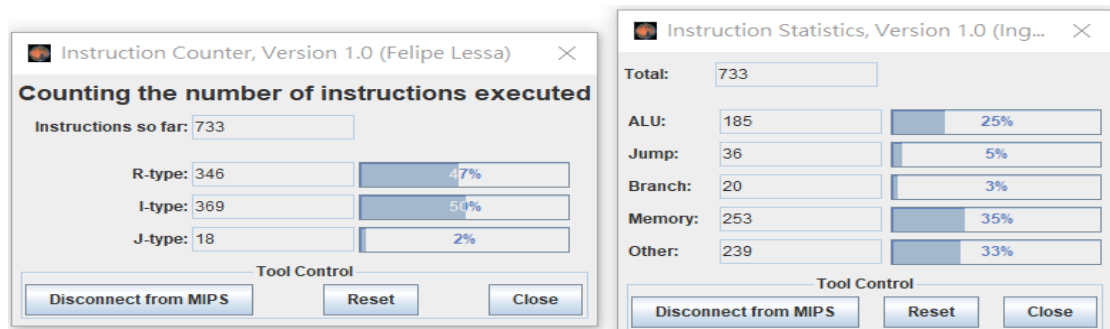 Instruction Counter, Version 1.0 (Felipe Lessa)
Counting the number of instructions executed
Instructions so far: 733
R-type: 346 47%
I-type: 369 50%
J-type: 18 2%
Tool Control
Disconnect from MIPS Reset Close
Instruction Statistics, Version 1.0 (Ing...
Total: 733
ALU: 185 25%
Jump: 36 5%
Branch: 20 3%
Memory: 253 35%
Other: 239 33%
Tool Control
Disconnect from MIPS Reset Close